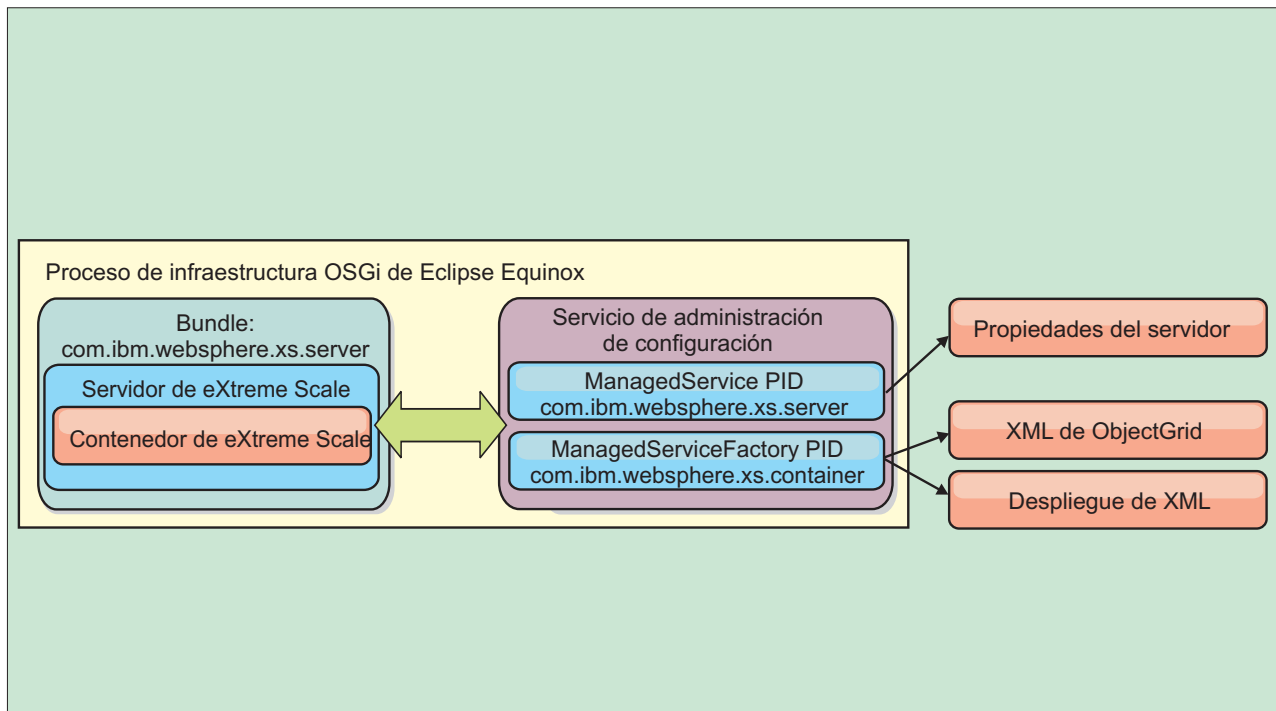 Proceso de infraestructura OSGi de Eclipse Equinox
Bundle:
com.ibm.websphere.xs.server
Servidor de eXtreme Scale
Contenedor de eXtreme Scale
Servicio de administración
de configuración
ManagedService PID
com.ibm.websphere.xs.server
ManagedServiceFactory PID
com.ibm.websphere.xs.container
Propiedades del servidor
XML de ObjectGrid
Despliegue de XML